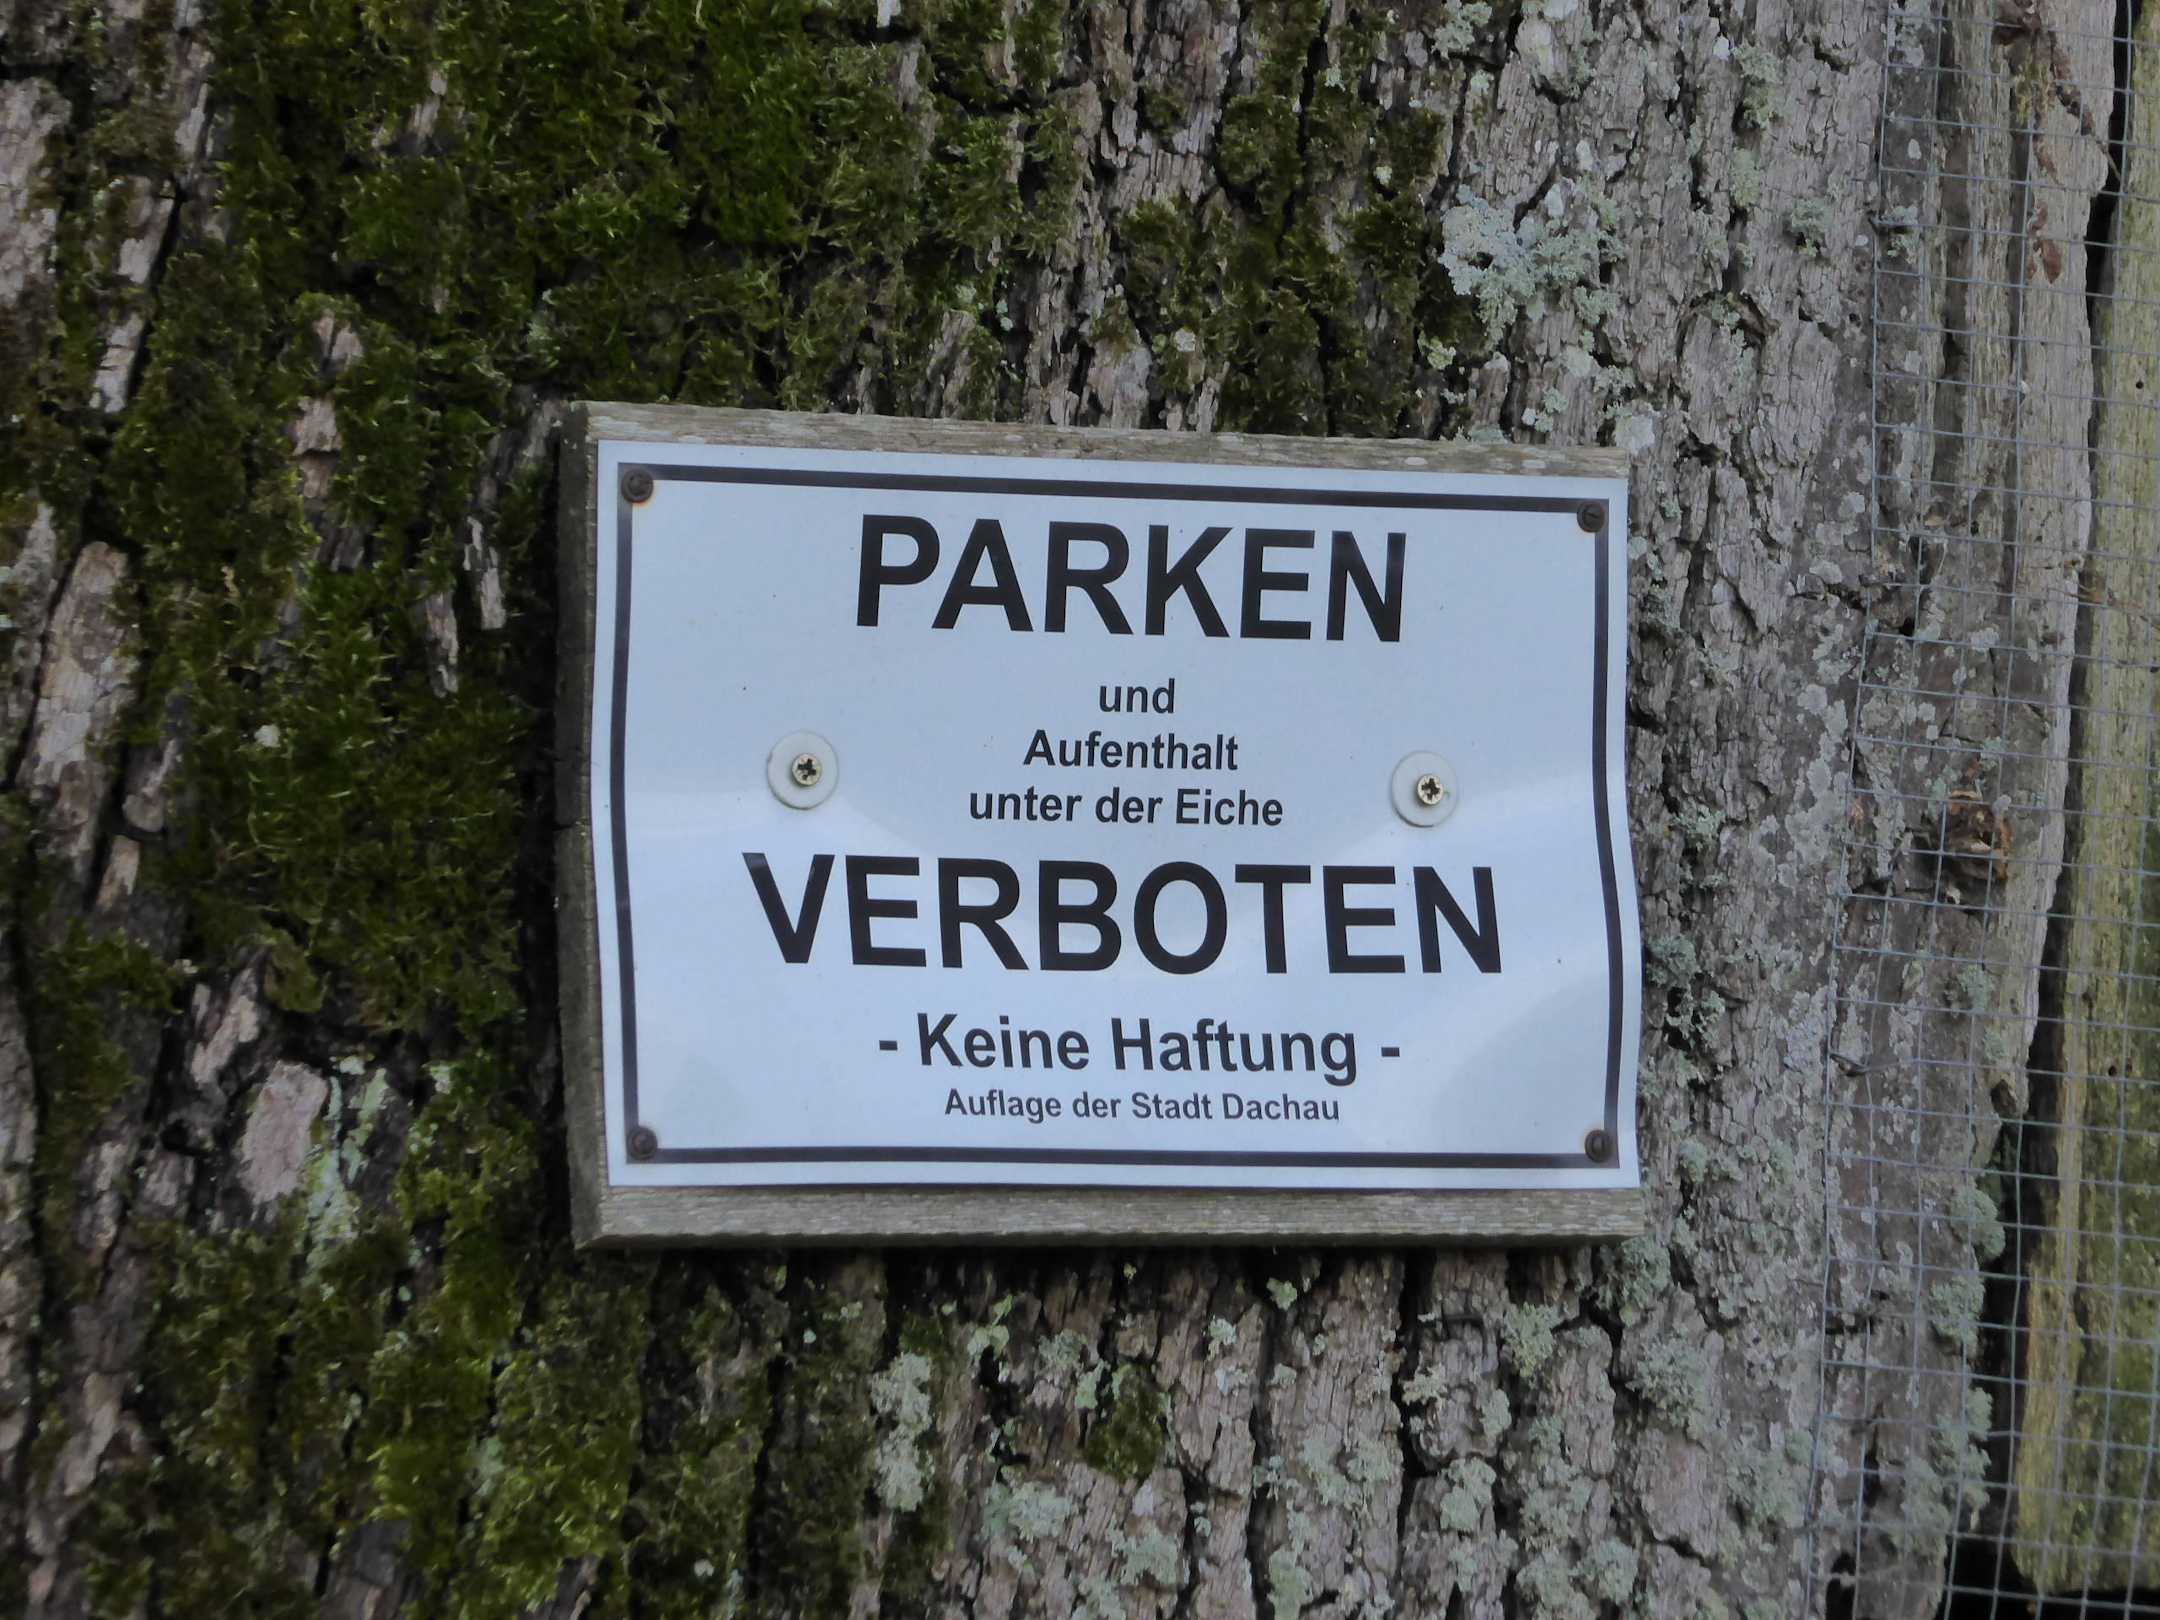 PARKEN
und
Aufenthalt
unter der Eiche
VERBOTEN
- Keine Haftung -
Auflage der Stadt Dachau